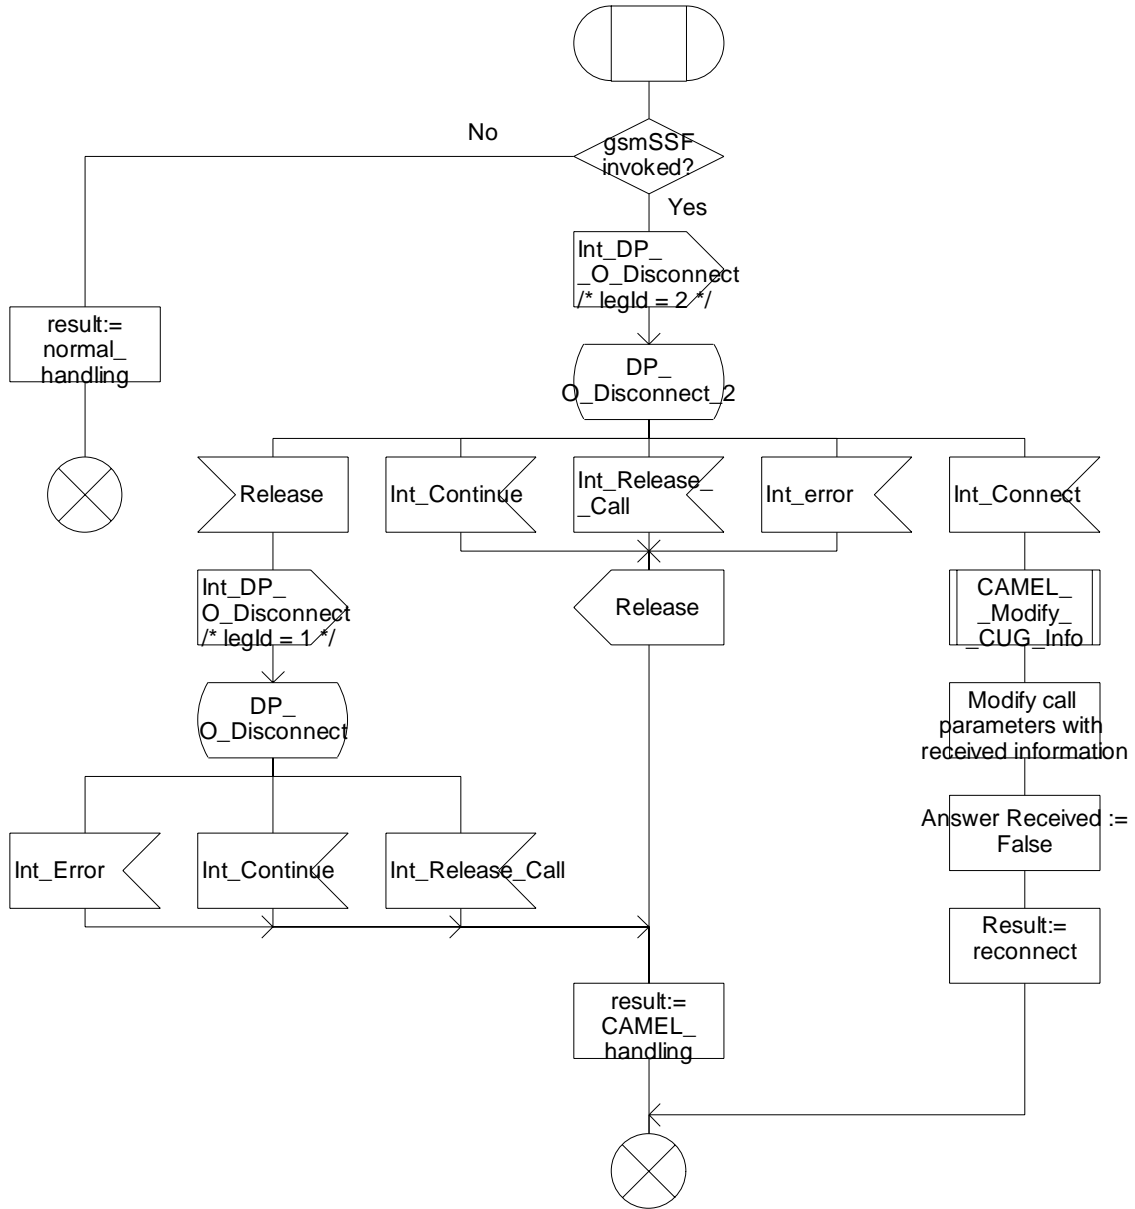 No
gsmSSF
invoked?
Yes
Int_DP_
_O_Disconnect
/* legId = 2 */
result:=
normal_
handling
DP_
O_Disconnect_2
Release
Int_Continue
Int_Release_
_Call
Int_error
Int_Connect
Int_DP_
O_Disconnect
/* legId = 1 */
Release
CAMEL_
_Modify_
_CUG_Info
DP_
O_Disconnect
Modify call
parameters with
received information
Answer Received :=
False
Int_Error
Int_Continue
Int_Release_Call
Result:=
reconnect
result:=
CAMEL_
handling